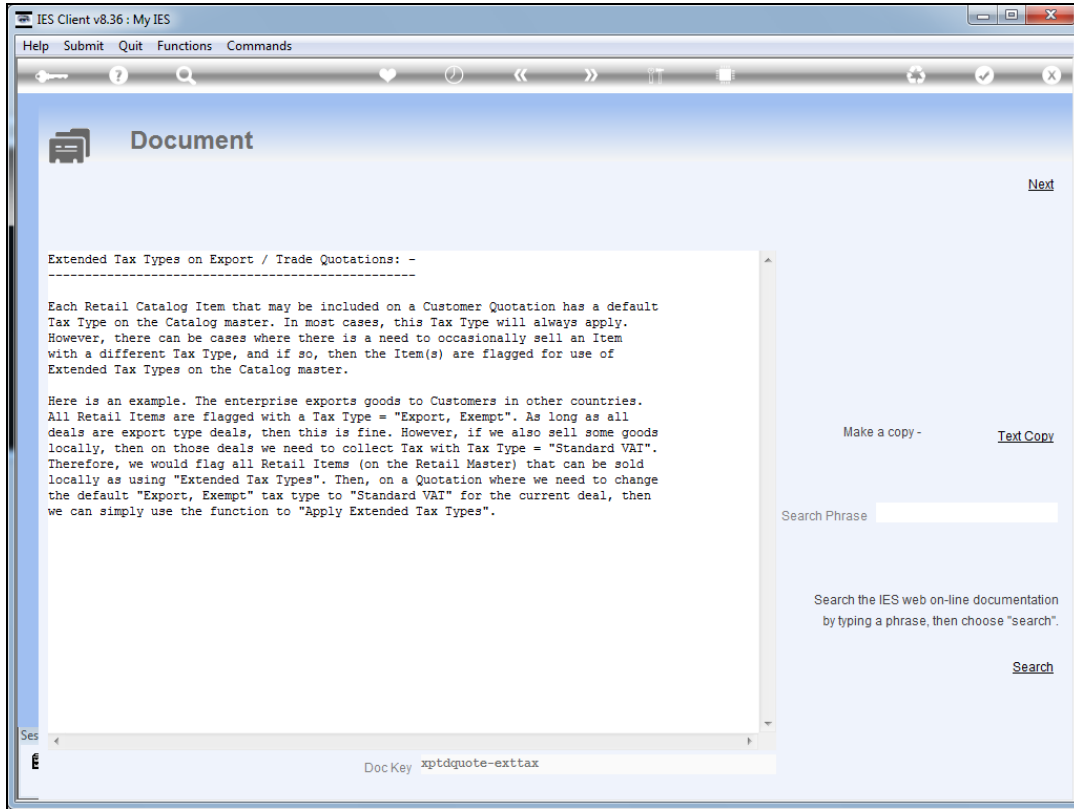 IES Client v8.36 : My IES
Help Submit Quit Functions Commands
Document
Next
Extended Tax Types on Export / Trade Quotations: -
--------------------------------------------------
Each Retail Catalog Item that may be included on a Customer Quotation has a default
Tax Type on the Catalog master. In most cases, this Tax Type will always apply.
However, there can be cases where there is a need to occasionally sell an Item
with a different Tax Type, and if so, then the Item(s) are flagged for use of
Extended Tax Types on the Catalog master.
Here is an example. The enterprise exports goods to Customers in other countries.
All Retail Items are flagged with a Tax Type = "Export, Exempt". As long as all
deals are export type deals, then this is fine. However, if we also sell some goods
locally, then on those deals we need to collect Tax with Tax Type = "Standard VAT".
Therefore, we would flag all Retail Items (on the Retail Master) that can be sold
locally as using "Extended Tax Types". Then, on a Quotation where we need to change
the default "Export, Exempt" tax type to "Standard VAT" for the current deal, then
we can simply use the function to "Apply Extended Tax Types".
Make a copy - Text Copy
Search Phrase
Search the IES web on-line documentation
by typing a phrase, then choose "search".
Search
Ses
Doc Key xptdquote-exttax